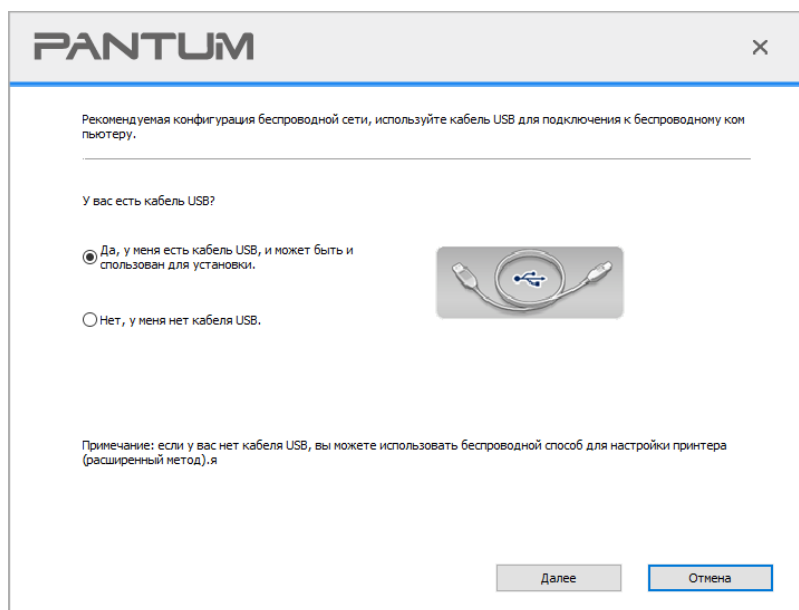 PANTUM
Рекомендуемая конфигурация беспроводной сети, используйте кабель USB для подключения к беспроводному ком
пьютеру.
У вас есть кабель USB?
Да, у меня есть кабель USB, и может быть и
спользован для установки.
Нет, у меня нет кабеля USB.
Примечание: если у вас нет кабеля USB, вы можете использовать беспроводной способ для настройки принтера
(расширенный метод).я
Далее
Отмена